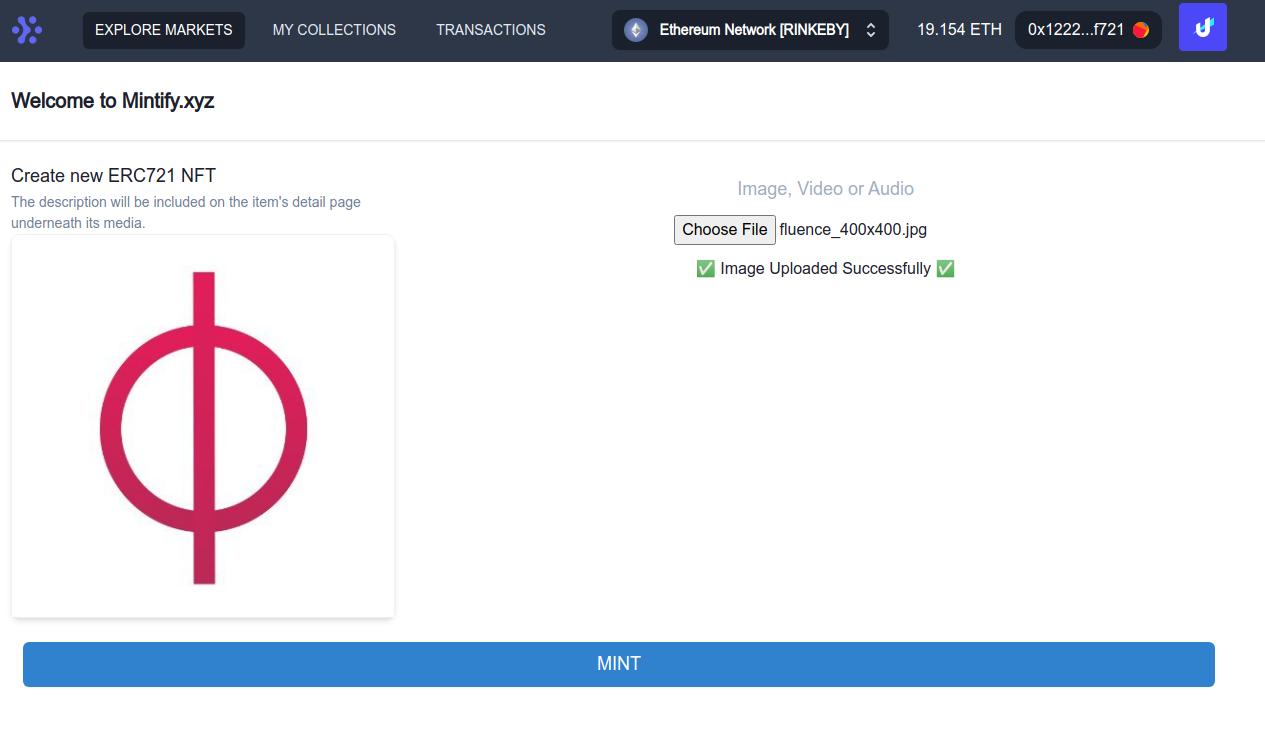 EXPLORE MARKETS
MY COLLECTIONS
TRANSACTIONS
Ethereum Network [RINKEBY]
19.154 ETH
0x1222...f721
Welcome to Mintify.xyz
Create new ERC721 NFT
The description will be included on the item's detail page
underneath its media.
Image, Video or Audio
Choose File fluence_400x400.jpg
✅ Image Uploaded Successfully ✅
MINT